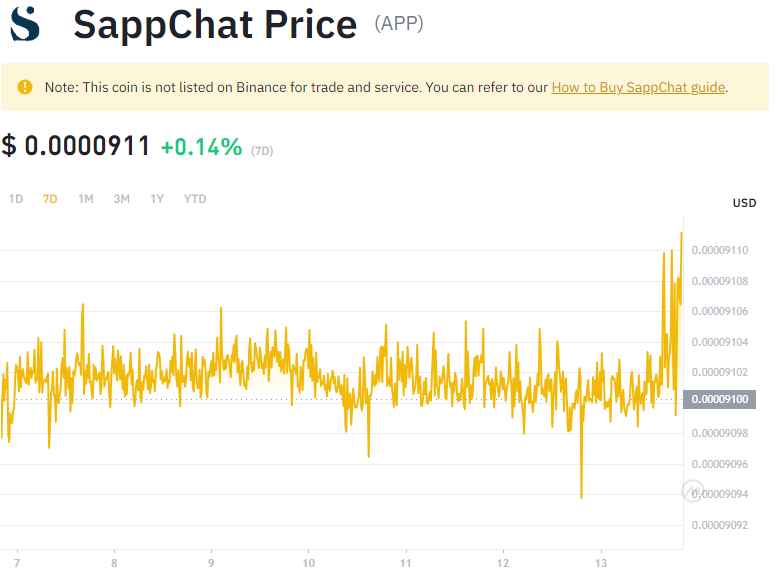 SappChat Price (APP)
Note: This coin is not listed on Binance for trade and service. You can refer to our How to Buy SappChat guide.
$ 0.0000911 +0.14% (7D)
1D 7D 1M 3M 1Y YTD
USD
0.00009110
0.00009108
0.00009106
0.00009104
0.00009102
0.00009100
0.00009098
0.00009096
0.00009094
0.00009092
7 8 9 10 11 12 13